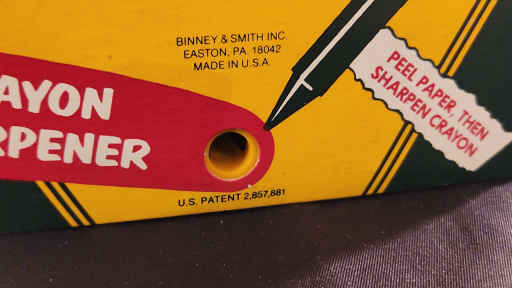 BINNEY & SMITH INC
EASTON, PA. 18042
MADE IN U.S.A.
PEEL PAPER, THEN
SHARPEN CRAYON
AYON
RPENER
U.S. PATENT 2,857,881